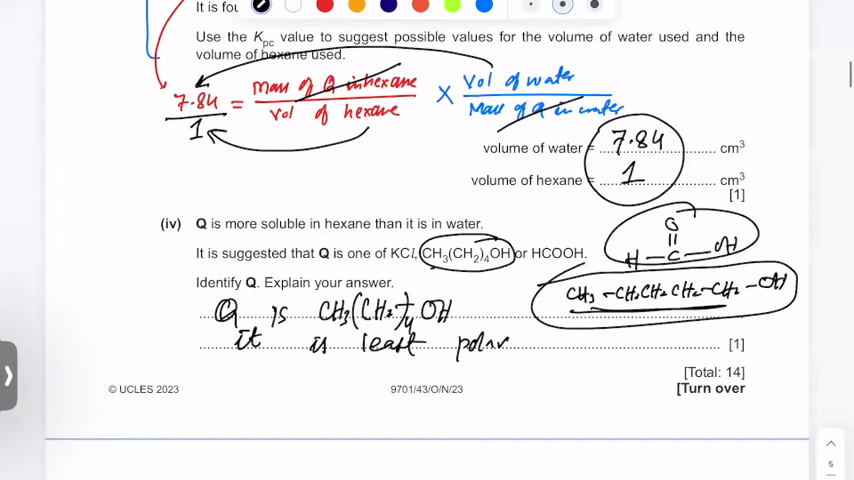 It is fou
Use the Kpc value to suggest possible values for the volume of water used and the
volume of hexane used.
7.84 / 1 = mass of Q in hexane / vol of hexane × Vol of water / Mass of Q in water
volume of water = 7.84 cm³
volume of hexane = 1 cm³
[1]
(iv) Q is more soluble in hexane than it is in water.
O
||
H-C-OH
It is suggested that Q is one of KCl, CH3(CH2)4OH or HCOOH.
Identify Q. Explain your answer.
CH3-CH2CH2CH2-CH2-OH
Q is CH3(CH2)4OH
it is least polar
[1]
[Total: 14]
© UCLES 2023 9701/43/O/N/23 [Turn over
5